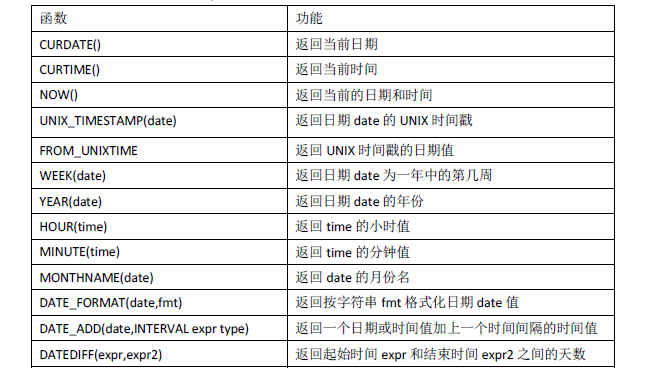 函数 功能
CURDATE() 返回当前日期
CURTIME() 返回当前时间
NOW() 返回当前的日期和时间
UNIX_TIMESTAMP(date) 返回日期 date 的 UNIX 时间戳
FROM_UNIXTIME 返回 UNIX 时间戳的日期值
WEEK(date) 返回日期 date 为一年中的第几周
YEAR(date) 返回日期 date 的年份
HOUR(time) 返回 time 的小时值
MINUTE(time) 返回 time 的分钟值
MONTHNAME(date) 返回 date 的月份名
DATE_FORMAT(date,fmt) 返回按字符串 fmt 格式化日期 date 值
DATE_ADD(date,INTERVAL expr type) 返回一个日期或时间值加上一个时间间隔的时间值
DATEDIFF(expr,expr2) 返回起始时间 expr 和结束时间 expr2 之间的天数